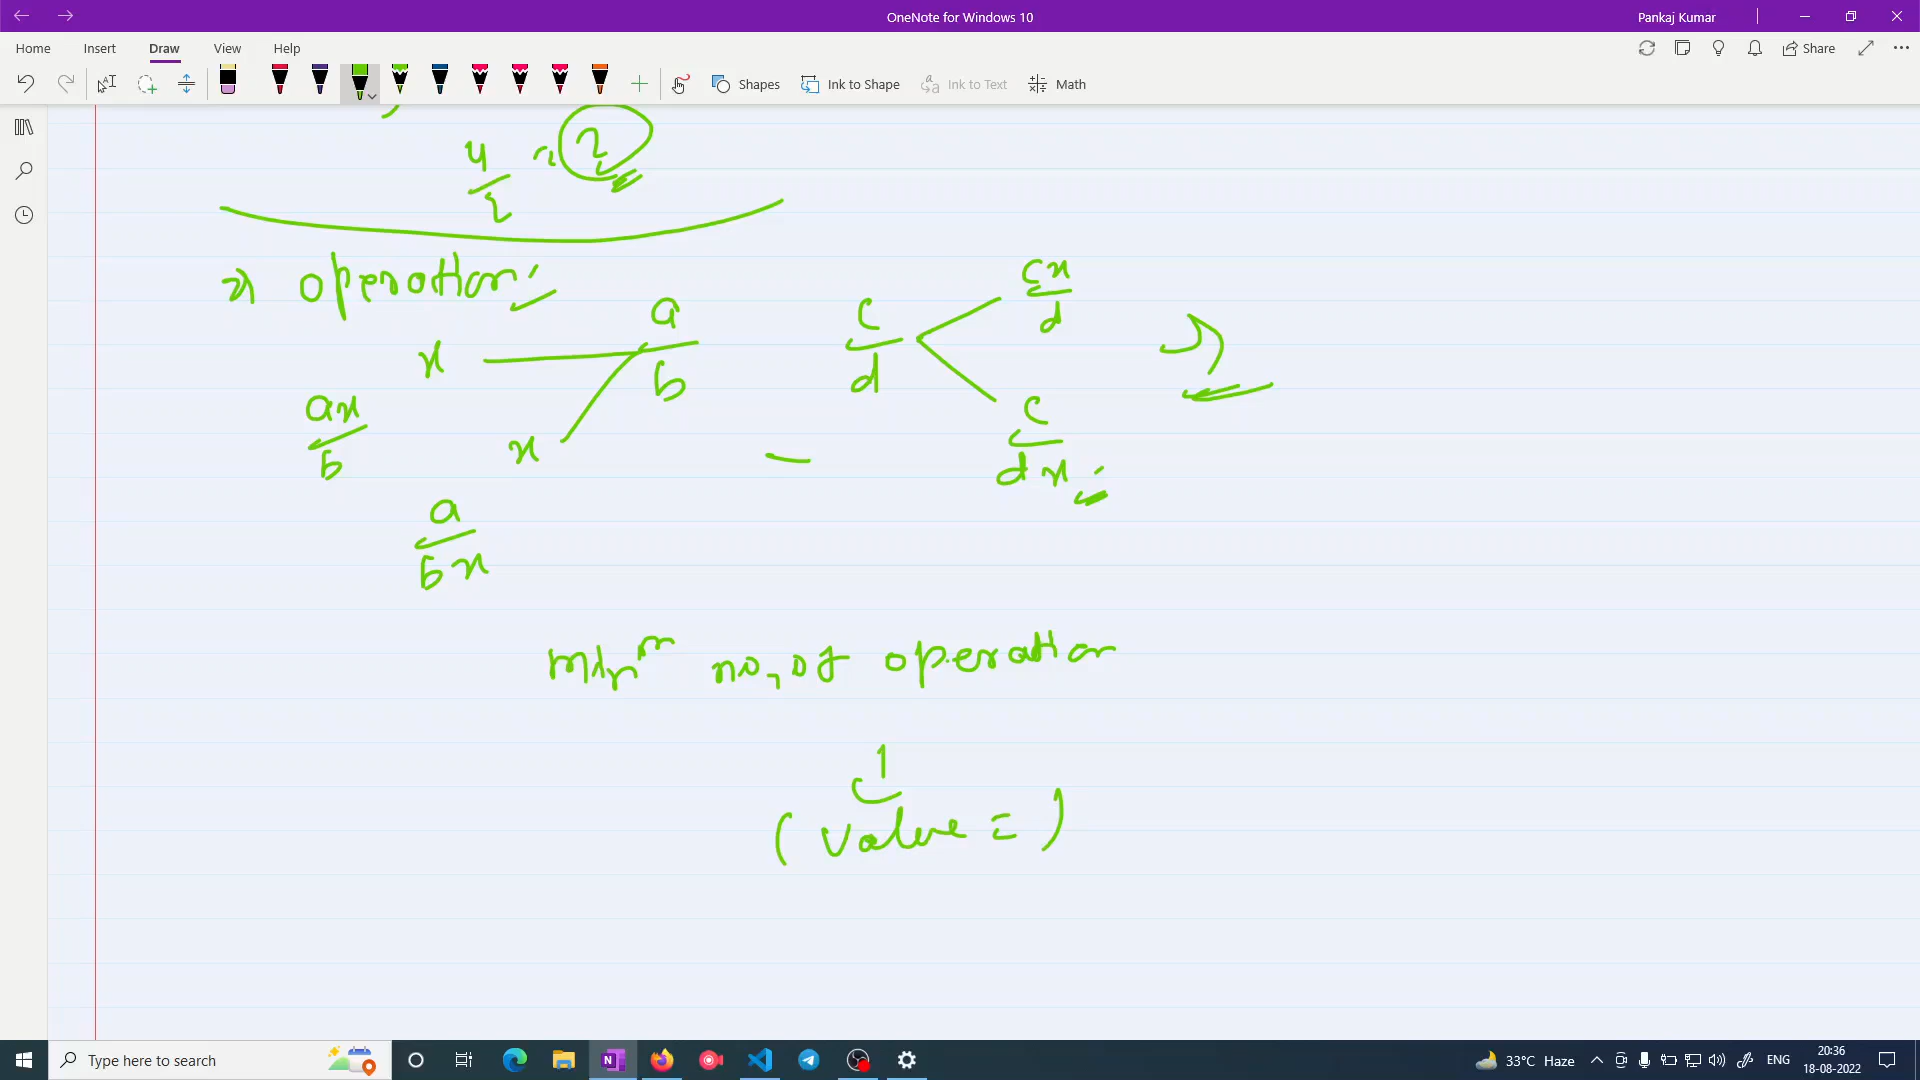 OneNote for Windows 10
Pankaj Kumar
Home Insert Draw View Help
Share
Shapes Ink to Shape Ink to Text Math
4/2 = 2
=> operation:
x a/b c/d cx/d
ax/b x c/dx
a/bx
minm no, of operation
1
( value = )
Type here to search
33°C Haze
ENG
20:36
18-08-2022